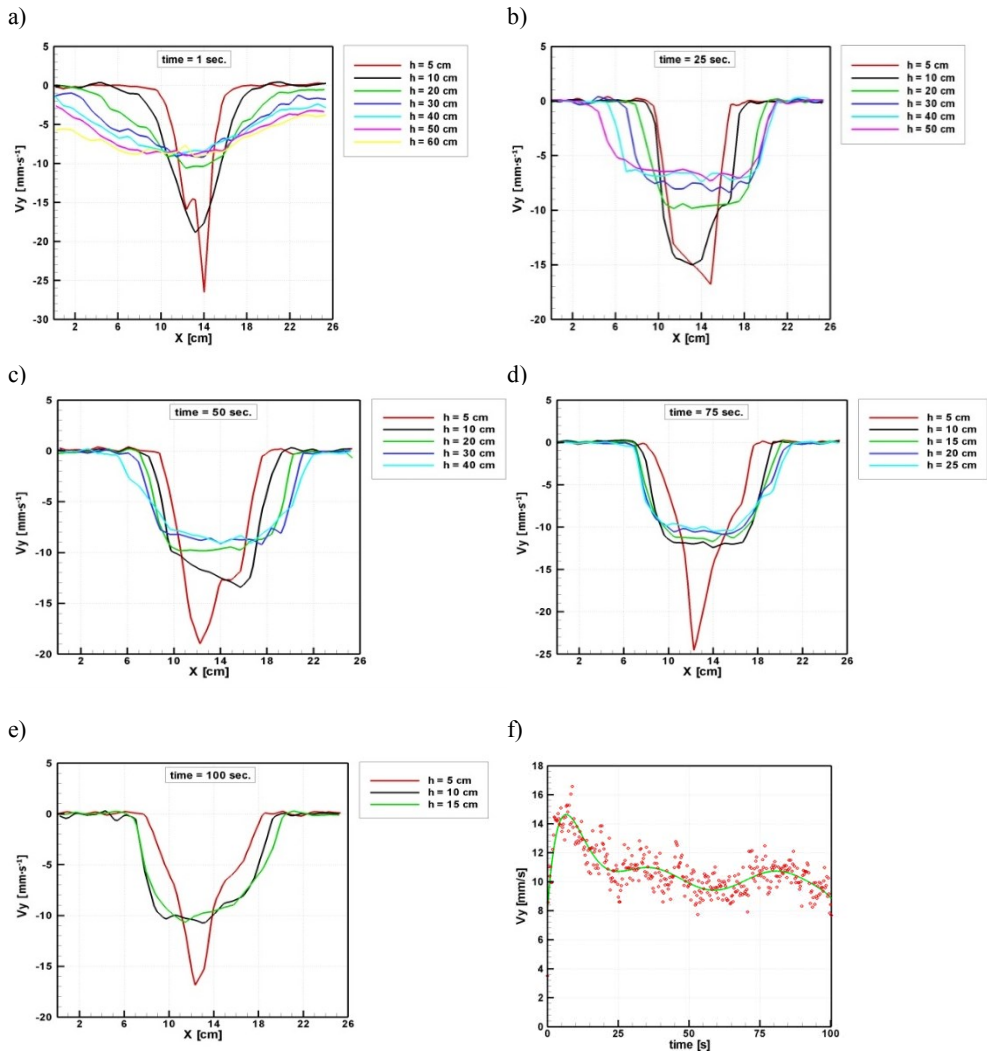 a)
b)
time = 1 sec.
h = 5 cm
h = 10 cm
h = 20 cm
h = 30 cm
h = 40 cm
h = 50 cm
h = 60 cm
5
0
-5
-10
-15
-20
-25
-30
Vy [mm·s⁻¹]
2 6 10 14 18 22 26
X [cm]
time = 25 sec.
h = 5 cm
h = 10 cm
h = 20 cm
h = 30 cm
h = 40 cm
h = 50 cm
5
0
-5
-10
-15
-20
Vy [mm·s⁻¹]
2 6 10 14 18 22 26
X [cm]
c)
d)
time = 50 sec.
h = 5 cm
h = 10 cm
h = 20 cm
h = 30 cm
h = 40 cm
5
0
-5
-10
-15
-20
Vy [mm·s⁻¹]
2 6 10 14 18 22 26
X [cm]
time = 75 sec.
h = 5 cm
h = 10 cm
h = 15 cm
h = 20 cm
h = 25 cm
5
0
-5
-10
-15
-20
-25
Vy [mm·s⁻¹]
2 6 10 14 18 22 26
X [cm]
e)
f)
time = 100 sec.
h = 5 cm
h = 10 cm
h = 15 cm
5
0
-5
-10
-15
-20
Vy [mm·s⁻¹]
2 6 10 14 18 22 26
X [cm]
18
16
14
12
10
8
6
4
2
0
Vy [mm/s]
0 25 50 75 100
time [s]